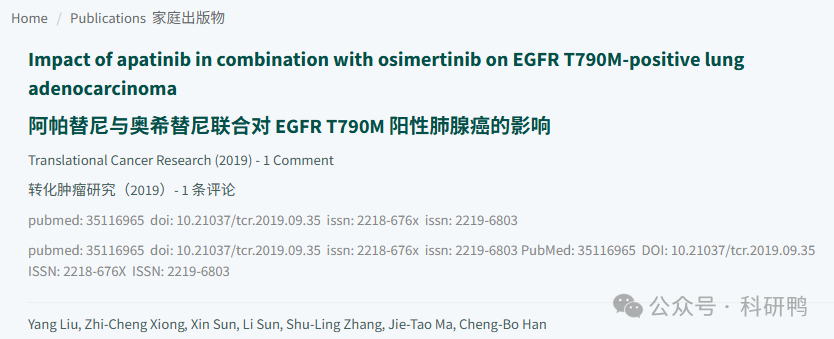 Home / Publications 家庭出版物
Impact of apatinib in combination with osimertinib on EGFR T790M-positive lung
adenocarcinoma
阿帕替尼与奥希替尼联合对 EGFR T790M 阳性肺腺癌的影响
Translational Cancer Research (2019) - 1 Comment
转化肿瘤研究（2019）- 1 条评论
pubmed: 35116965 doi: 10.21037/tcr.2019.09.35 issn: 2218-676x issn: 2219-6803
pubmed: 35116965 doi: 10.21037/tcr.2019.09.35 issn: 2218-676x issn: 2219-6803 PubMed: 35116965 DOI: 10.21037/tcr.2019.09.35
ISSN: 2218-676X ISSN: 2219-6803
公众号 · 科研鸭
Yang Liu, Zhi-Cheng Xiong, Xin Sun, Li Sun, Shu-Ling Zhang, Jie-Tao Ma, Cheng-Bo Han